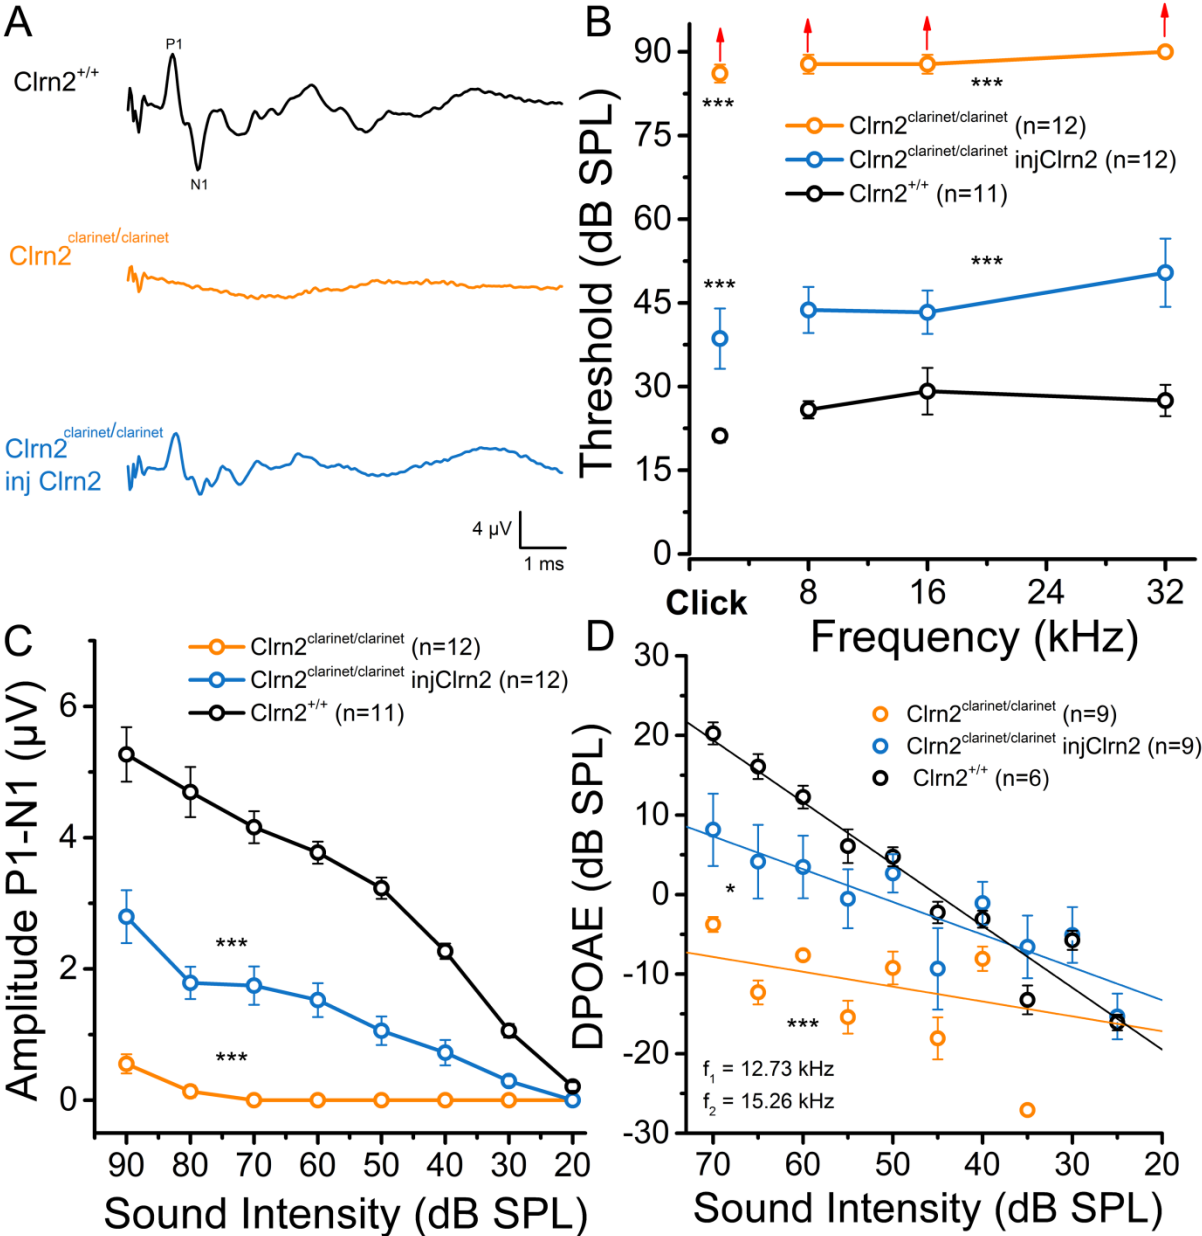 A
P1
Clrn2+/+
N1
Clrn2clarinet/clarinet
Clrn2clarinet/clarinet
inj Clrn2
4 µV
1 ms
B
Threshold (dB SPL)
90
75
60
45
30
15
0
***
***
Clrn2clarinet/clarinet (n=12)
Clrn2clarinet/clarinet injClrn2 (n=12)
Clrn2+/+ (n=11)
***
***
Click
8
16
24
32
Frequency (kHz)
C
Amplitude P1-N1 (µV)
6
4
2
0
Clrn2clarinet/clarinet (n=12)
Clrn2clarinet/clarinet injClrn2 (n=12)
Clrn2+/+ (n=11)
***
***
90
80
70
60
50
40
30
20
Sound Intensity (dB SPL)
D
DPOAE (dB SPL)
30
20
10
0
-10
-20
-30
Clrn2clarinet/clarinet (n=9)
Clrn2clarinet/clarinet injClrn2 (n=9)
Clrn2+/+ (n=6)
*
***
f1 = 12.73 kHz
f2 = 15.26 kHz
70
60
50
40
30
20
Sound Intensity (dB SPL)